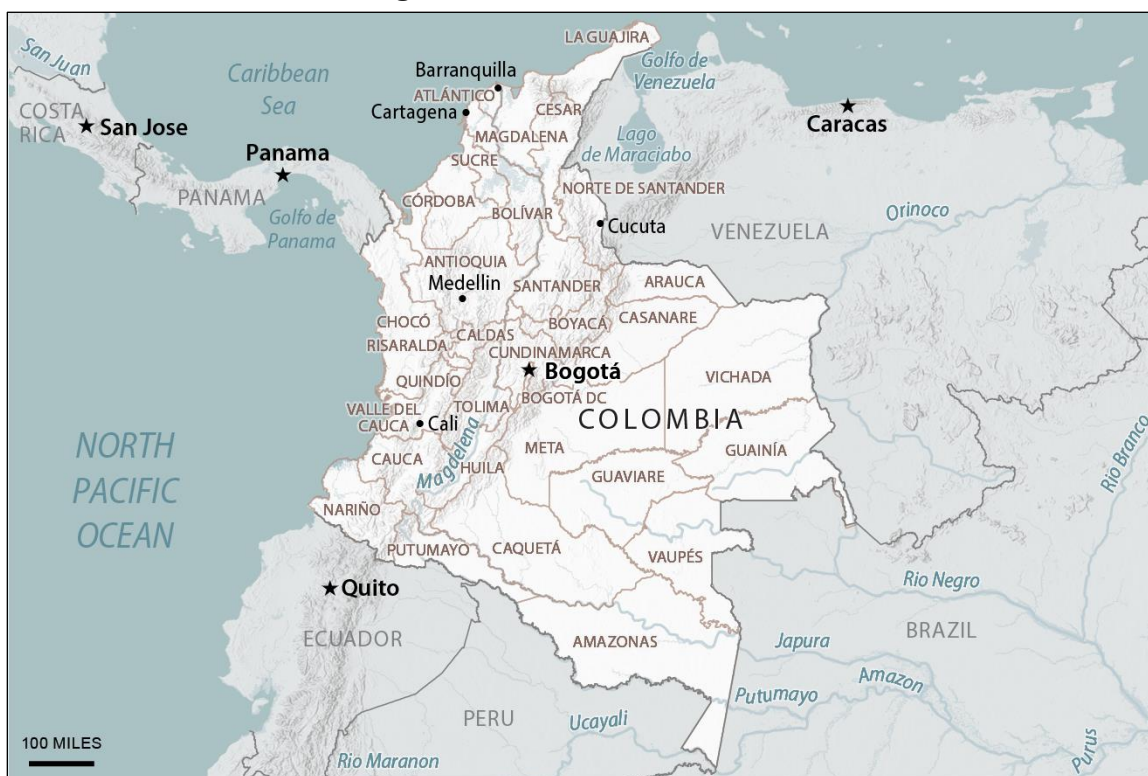 LA GUAJIRA
San Juan
Caribbean
Sea
Barranquilla
Golfo de
Venezuela
ATLÁNTICO
COSTA
RICA
San Jose
Cartagena
CESAR
Caracas
MAGDALENA
Lago
de Maraciabo
Panama
SUCRE
PANAMA
NORTE DE SANTANDER
CÓRDOBA
BOLÍVAR
Orinoco
Golfo de
Panama
Cucuta
VENEZUELA
ANTIOQUIA
Medellin
SANTANDER
ARAUCA
CHOCÓ
CALDAS
BOYACÁ
CASANARE
RISARALDA
CUNDINAMARCA
Bogotá
QUINDÍO
VICHADA
BOGOTÁ DC
VALLE DEL
CAUCA
TOLIMA
Cali
COLOMBIA
NORTH
PACIFIC
OCEAN
CAUCA
Magdelena
HUILA
META
GUAINÍA
GUAVIARE
Rio Branco
NARIÑO
PUTUMAYO
CAQUETÁ
VAUPÉS
Quito
Rio Negro
ECUADOR
AMAZONAS
Japura
BRAZIL
Putumayo
Amazon
PERU
Ucayali
Purus
Rio Maranon
100 MILES